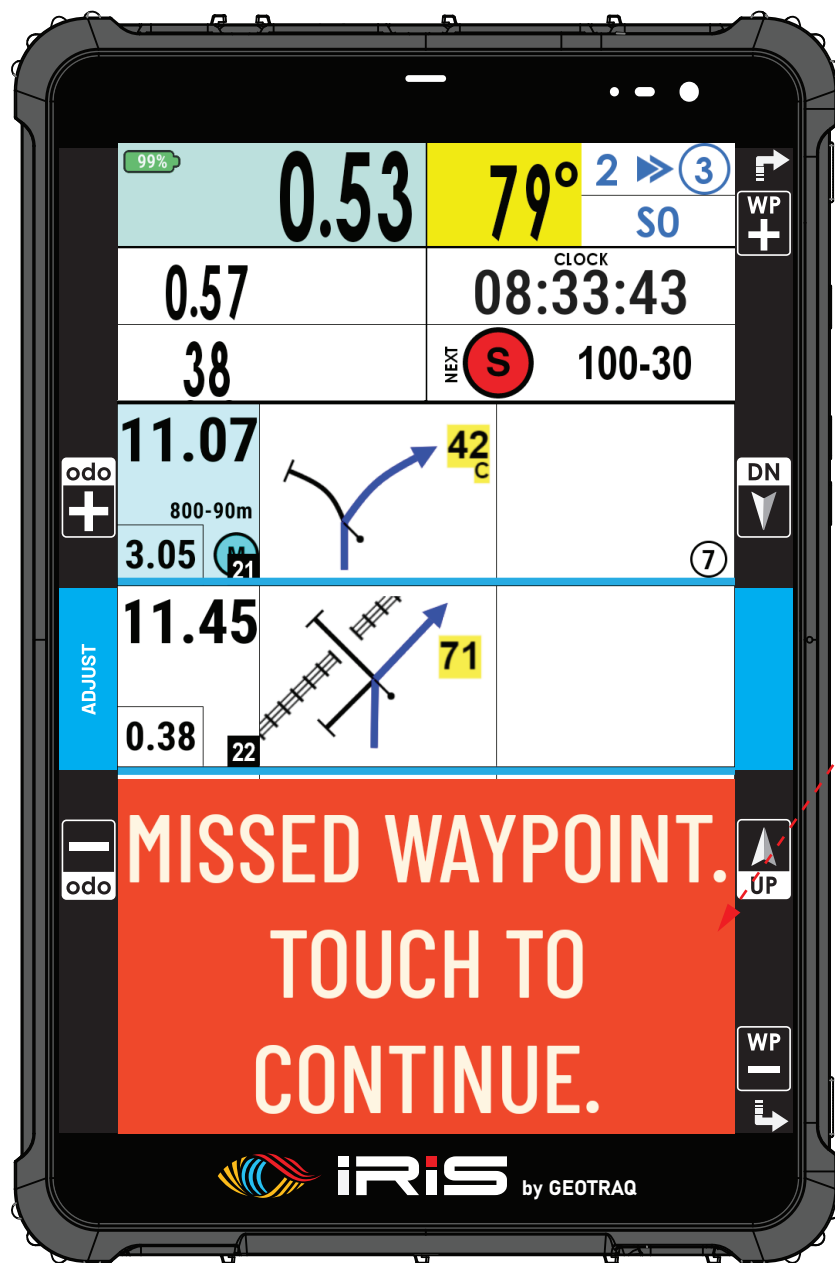 99%
0.53
79°
2
3
S0
WP
0.57
CLOCK
08:33:43
38
NEXT
S
100-30
11.07
42
C
odo
DN
800-90m
3.05
M
21
7
11.45
71
ADJUST
0.38
22
MISSED WAYPOINT.
TOUCH TO
CONTINUE.
odo
UP
WP
iRiS by GEOTRAQ